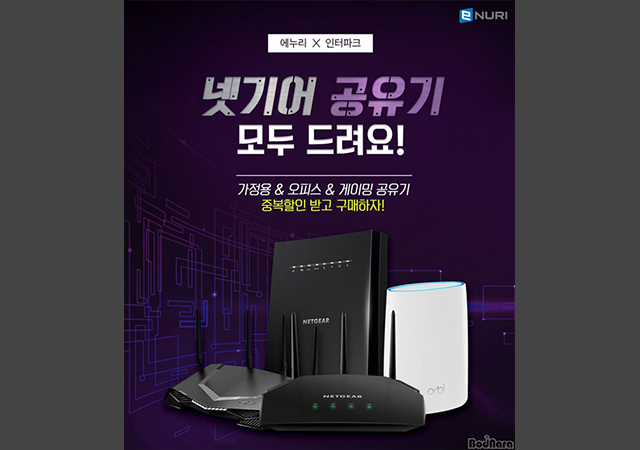 eNURI
에누리 X 인터파크
넷기어 공유기
모두 드려요!
가정용 & 오피스 & 게이밍 공유기
중복할인 받고 구매하자!
NETGEAR
NETGEAR
orbi
BodNara